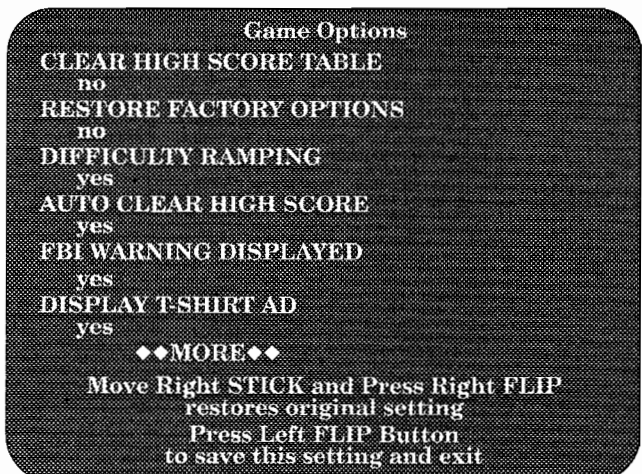 Game Options
CLEAR HIGH SCORE TABLE
no
RESTORE FACTORY OPTIONS
no
DIFFICULTY RAMPING
yes
AUTO CLEAR HIGH SCORE
yes
FBI WARNING DISPLAYED
yes
DISPLAY T-SHIRT AD
yes
◆◆MORE◆◆
Move Right STICK and Press Right FLIP
restores original setting
Press Left FLIP Button
to save this setting and exit